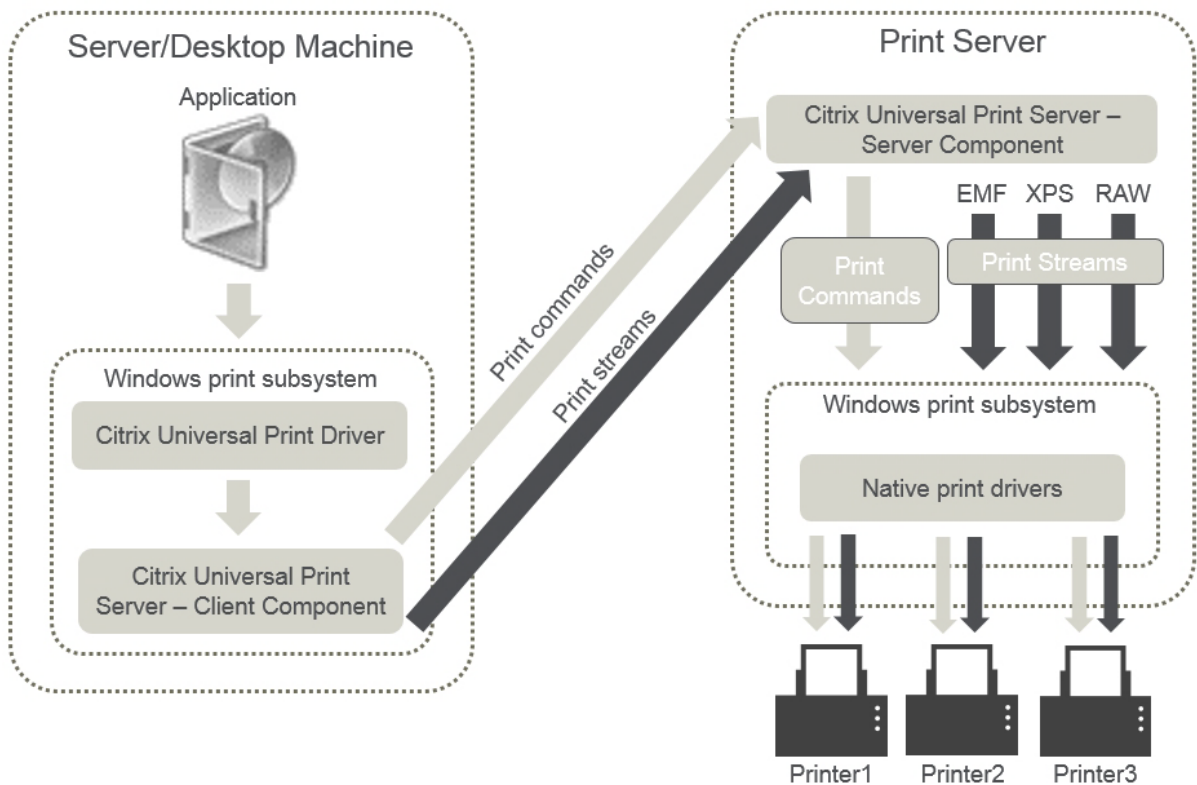 Server/Desktop Machine
Application
Windows print subsystem
Citrix Universal Print Driver
Citrix Universal Print
Server – Client Component
Print commands
Print streams
Print Server
Citrix Universal Print Server –
Server Component
EMF XPS RAW
Print
Commands
Print Streams
Windows print subsystem
Native print drivers
Printer1 Printer2 Printer3